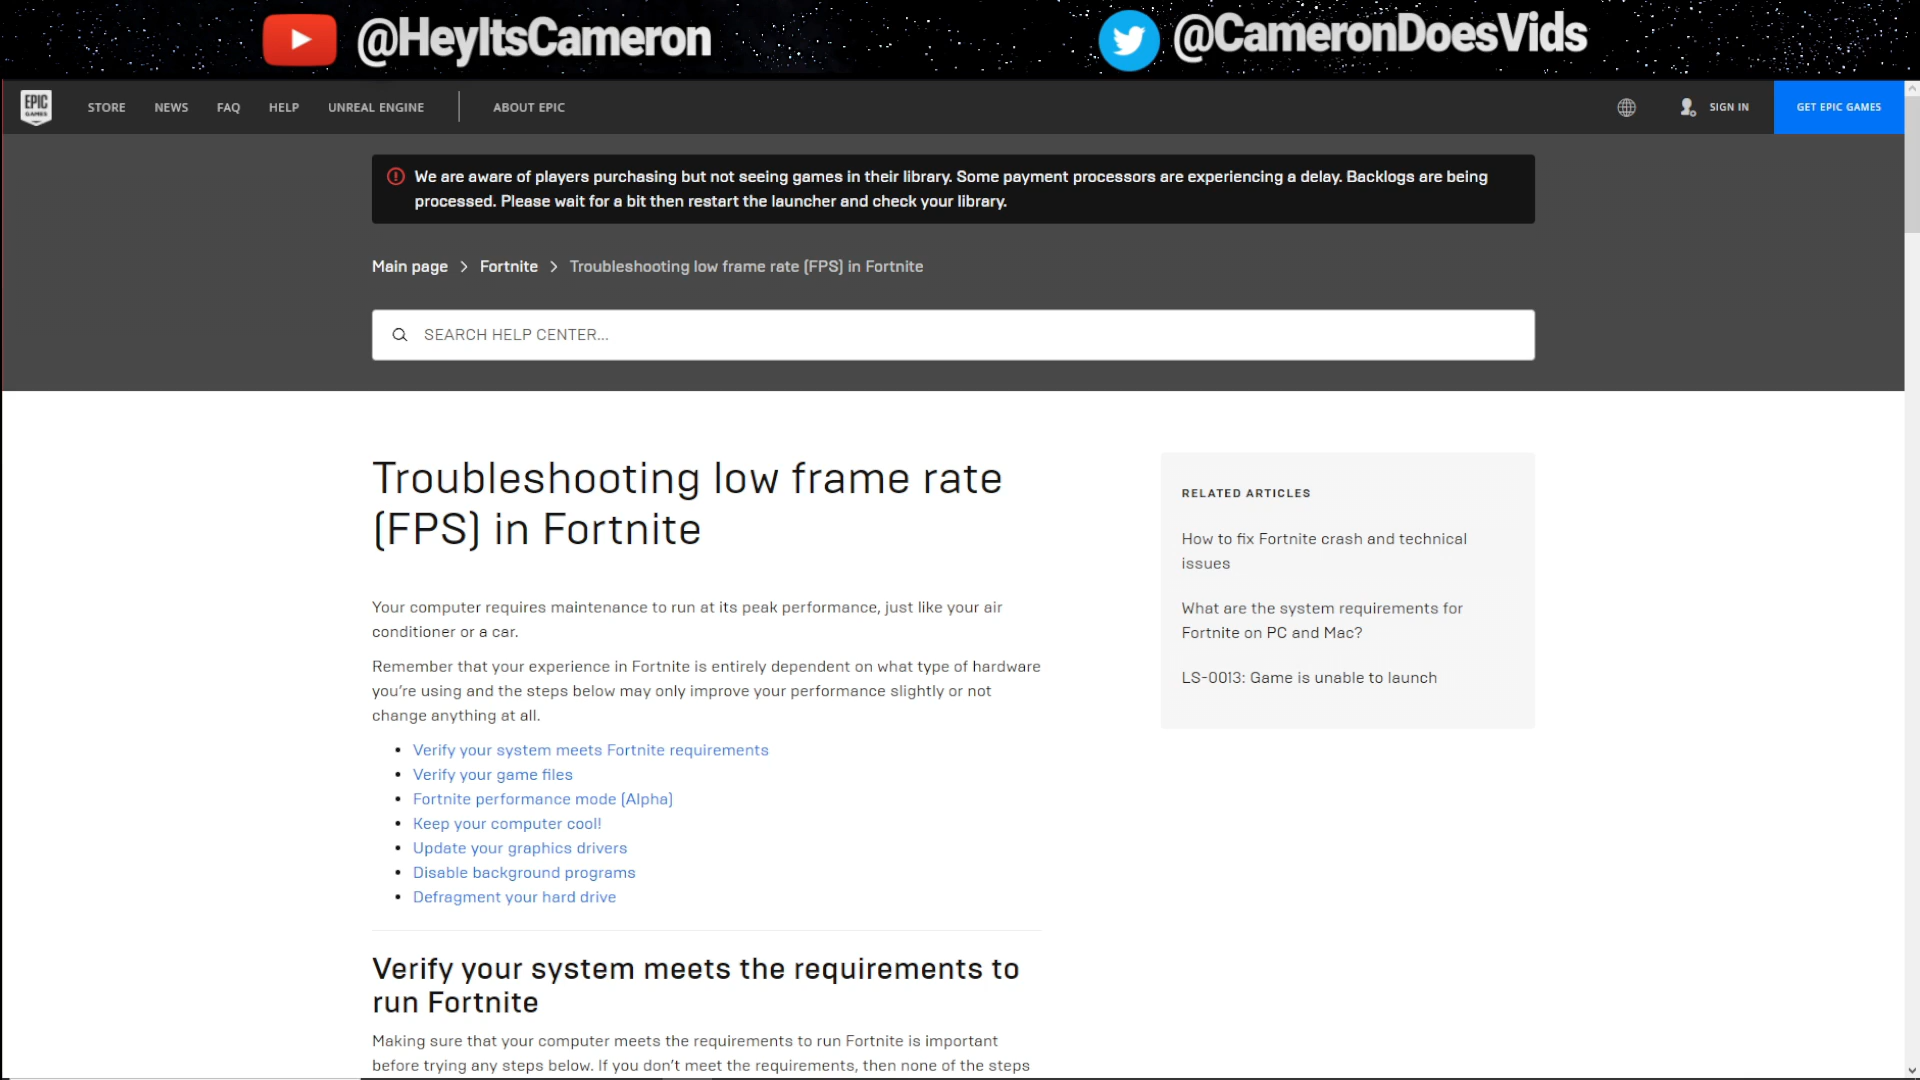 @HeyItsCameron
@CameronDoesVids
EPIC
GAMES
STORE
NEWS
FAQ
HELP
UNREAL ENGINE
ABOUT EPIC
SIGN IN
GET EPIC GAMES
We are aware of players purchasing but not seeing games in their library. Some payment processors are experiencing a delay. Backlogs are being
processed. Please wait for a bit then restart the launcher and check your library.
Main page > Fortnite > Troubleshooting low frame rate (FPS) in Fortnite
SEARCH HELP CENTER...
Troubleshooting low frame rate
(FPS) in Fortnite
Your computer requires maintenance to run at its peak performance, just like your air
conditioner or a car.
Remember that your experience in Fortnite is entirely dependent on what type of hardware
you're using and the steps below may only improve your performance slightly or not
change anything at all.
• Verify your system meets Fortnite requirements
• Verify your game files
• Fortnite performance mode (Alpha)
• Keep your computer cool!
• Update your graphics drivers
• Disable background programs
• Defragment your hard drive
Verify your system meets the requirements to
run Fortnite
Making sure that your computer meets the requirements to run Fortnite is important
before trying any steps below. If you don't meet the requirements, then none of the steps
RELATED ARTICLES
How to fix Fortnite crash and technical
issues
What are the system requirements for
Fortnite on PC and Mac?
LS-0013: Game is unable to launch